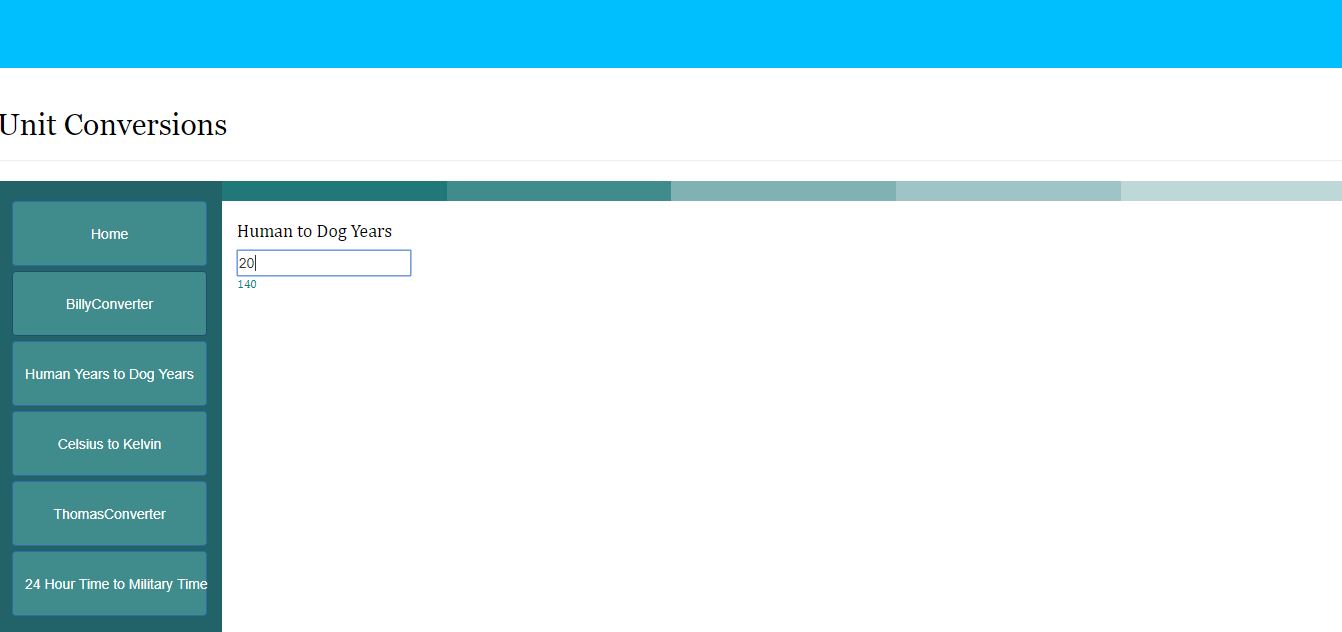 Unit Conversions
Home
BillyConverter
Human Years to Dog Years
Celsius to Kelvin
ThomasConverter
24 Hour Time to Military Time
Human to Dog Years
20
140